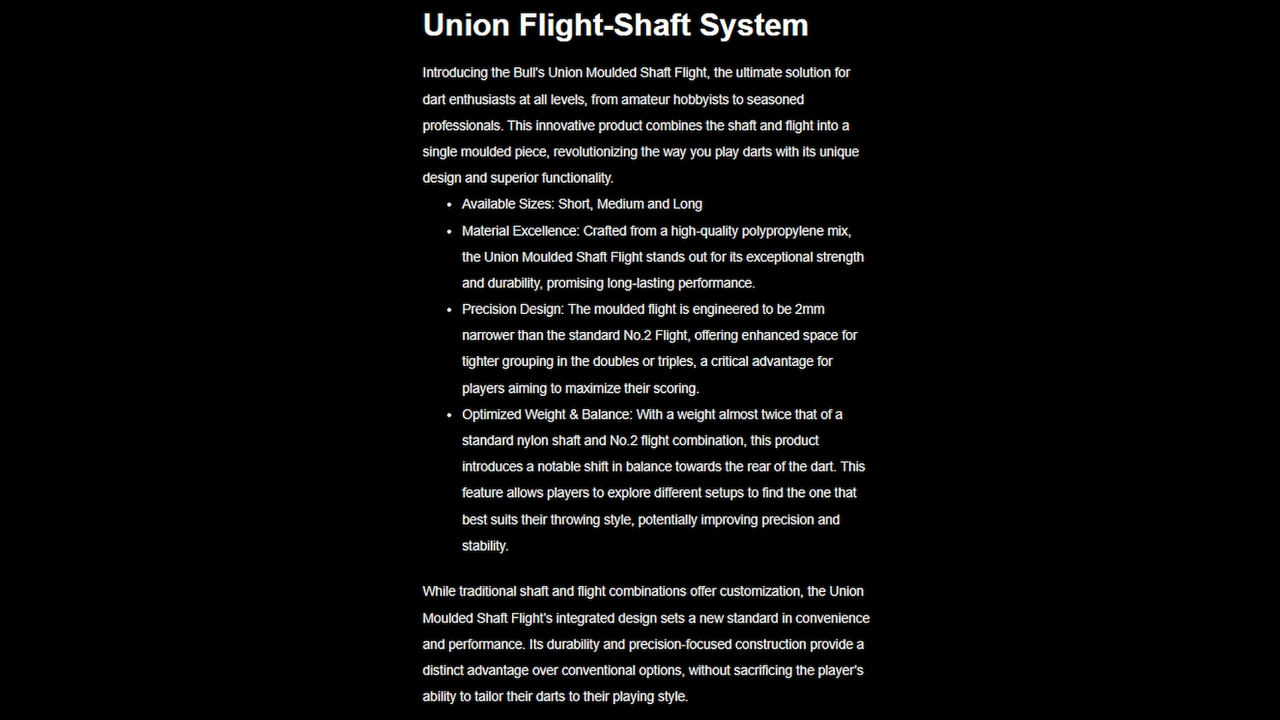 Union Flight-Shaft System
Introducing the Bull's Union Moulded Shaft Flight, the ultimate solution for
dart enthusiasts at all levels, from amateur hobbyists to seasoned
professionals. This innovative product combines the shaft and flight into a
single moulded piece, revolutionizing the way you play darts with its unique
design and superior functionality.
• Available Sizes: Short, Medium and Long
• Material Excellence: Crafted from a high-quality polypropylene mix,
the Union Moulded Shaft Flight stands out for its exceptional strength
and durability, promising long-lasting performance.
• Precision Design: The moulded flight is engineered to be 2mm
narrower than the standard No.2 Flight, offering enhanced space for
tighter grouping in the doubles or triples, a critical advantage for
players aiming to maximize their scoring.
• Optimized Weight & Balance: With a weight almost twice that of a
standard nylon shaft and No.2 flight combination, this product
introduces a notable shift in balance towards the rear of the dart. This
feature allows players to explore different setups to find the one that
best suits their throwing style, potentially improving precision and
stability.
While traditional shaft and flight combinations offer customization, the Union
Moulded Shaft Flight's integrated design sets a new standard in convenience
and performance. Its durability and precision-focused construction provide a
distinct advantage over conventional options, without sacrificing the player's
ability to tailor their darts to their playing style.